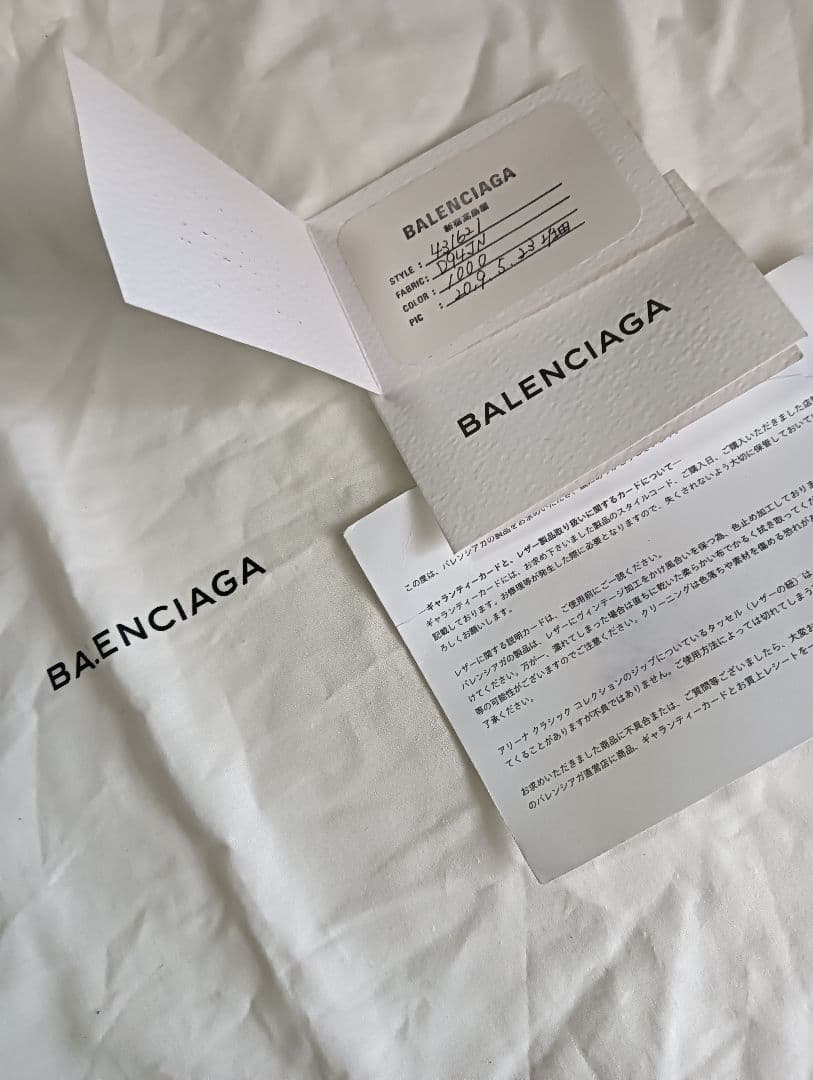 BALENCIAGA
新宿高島屋
STYLE : 431621
FABRIC: D94JN
COLOR : 1000
PIC :
BALENCIAGA
BALENCIAGA
この度は、バレンシアガの製品をお求めいただき、
―ギャランティーカードと、レザー製品取り扱いに関するカードについて―
ギャランティーカードには、お求め下さいました製品のスタイルコード、ご購入日、ご購入いただきました店
記載しております。お修理等が発生した際に必要となりますので、失くされないよう大切に保管しておいて
ろしくお願いします。
レザーに関する説明カードは、ご使用前にご一読ください。
バレンシアガの製品は、レザーにヴィンテージ加工をかけ風合いを保つ為、色止め加工しておりま
けてください。万が一、濡れてしまった場合は直ちに乾いた柔らかい布でかるく拭き取ってくだ
等の可能性がございますのでご注意ください。クリーニングは色落ちや素材を傷める恐れがあ
了承ください。
アリーナ クラシック コレクションのジップについているタッセル（レザーの紐）は
てくることがありますが不良ではありません。ご使用方法によっては切れてしまう
お求めいただきました商品に不具合または、ご質問等ございましたら、大変お
のバレンシアガ直営店に商品、ギャランティーカードとお買上レシートを